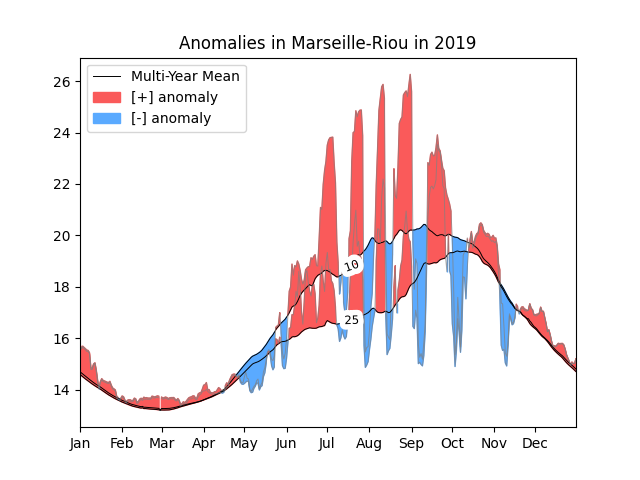 Anomalies in Marseille-Riou in 2019
Multi-Year Mean
[+] anomaly
[-] anomaly
26
24
22
20
18
16
14
10
25
Jan Feb Mar Apr May Jun Jul Aug Sep Oct Nov Dec